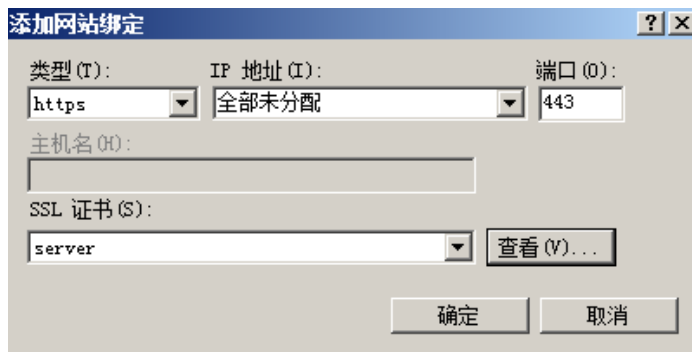 添加网站绑定
类型(T): IP 地址(I): 端口(O):
https 全部未分配 443
主机名(H):
SSL 证书(S):
server 查看(V)...
确定 取消